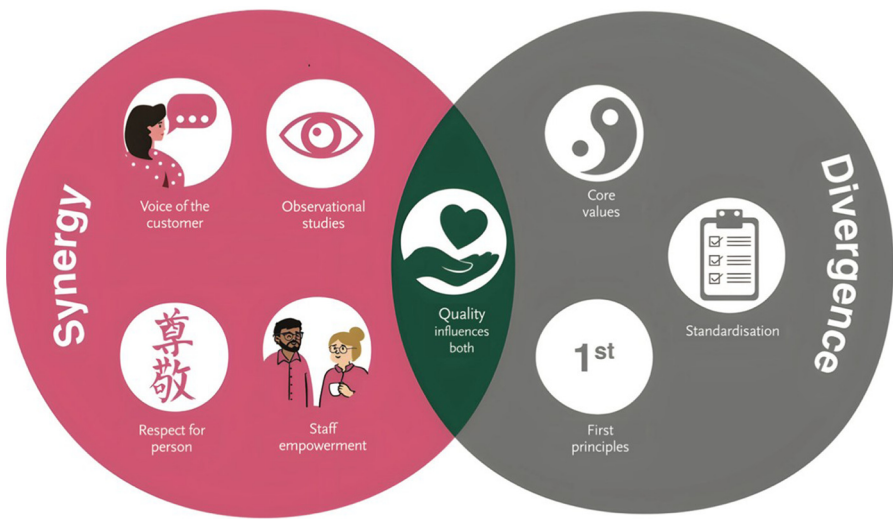 Synergy
Voice of the
customer
Observational
studies
尊
敬
Respect for
person
Staff
empowerment
Quality
influences
both
Core
values
Standardisation
1st
First
principles
Divergence